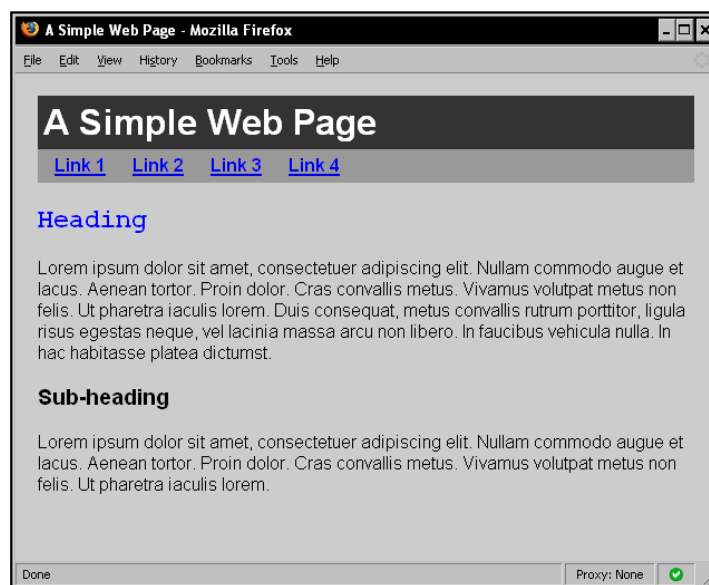 A Simple Web Page - Mozilla Firefox
File Edit View History Bookmarks Tools Help
A Simple Web Page
Link 1 Link 2 Link 3 Link 4
Heading
Lorem ipsum dolor sit amet, consectetuer adipiscing elit. Nullam commodo augue et
lacus. Aenean tortor. Proin dolor. Cras convallis metus. Vivamus volutpat metus non
felis. Ut pharetra iaculis lorem. Duis consequat, metus convallis rutrum porttitor, ligula
risus egestas neque, vel lacinia massa arcu non libero. In faucibus vehicula nulla. In
hac habitasse platea dictumst.
Sub-heading
Lorem ipsum dolor sit amet, consectetuer adipiscing elit. Nullam commodo augue et
lacus. Aenean tortor. Proin dolor. Cras convallis metus. Vivamus volutpat metus non
felis. Ut pharetra iaculis lorem.
Done Proxy: None